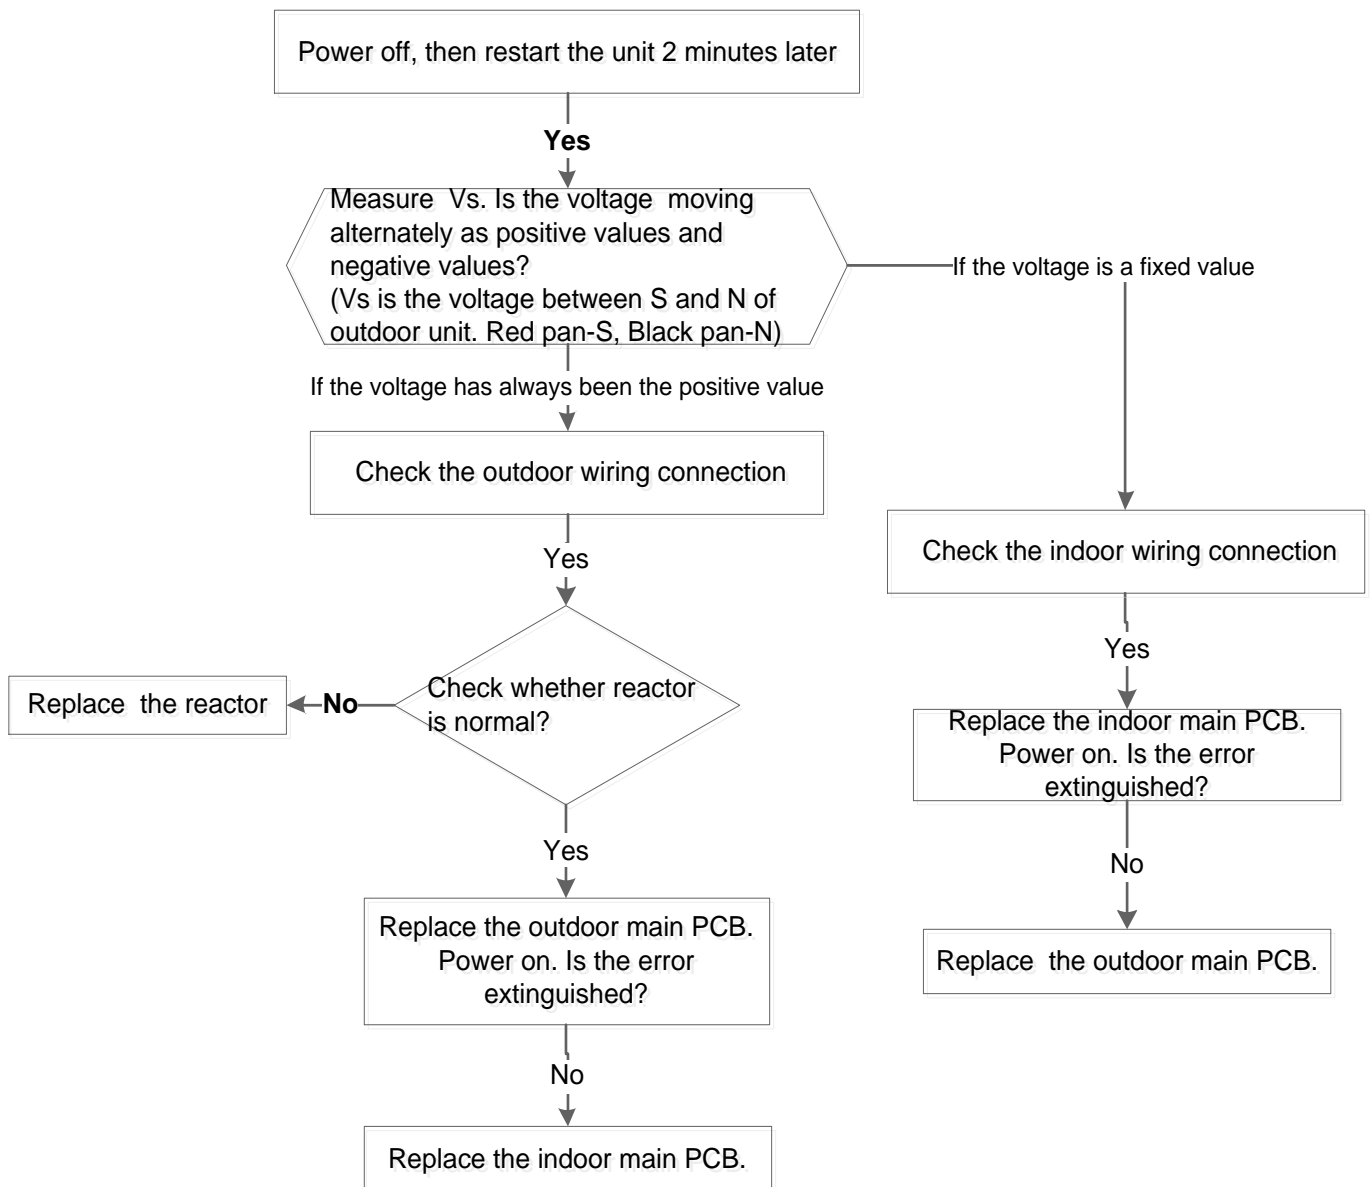 Power off, then restart the unit 2 minutes later
Yes
Measure Vs. Is the voltage moving
alternately as positive values and
negative values?
(Vs is the voltage between S and N of
outdoor unit. Red pan-S, Black pan-N)
If the voltage is a fixed value
If the voltage has always been the positive value
Check the outdoor wiring connection
Check the indoor wiring connection
Yes
Yes
Check whether reactor
is normal?
No
Replace the reactor
Replace the indoor main PCB.
Power on. Is the error
extinguished?
Yes
No
Replace the outdoor main PCB.
Power on. Is the error
extinguished?
Replace the outdoor main PCB.
No
Replace the indoor main PCB.